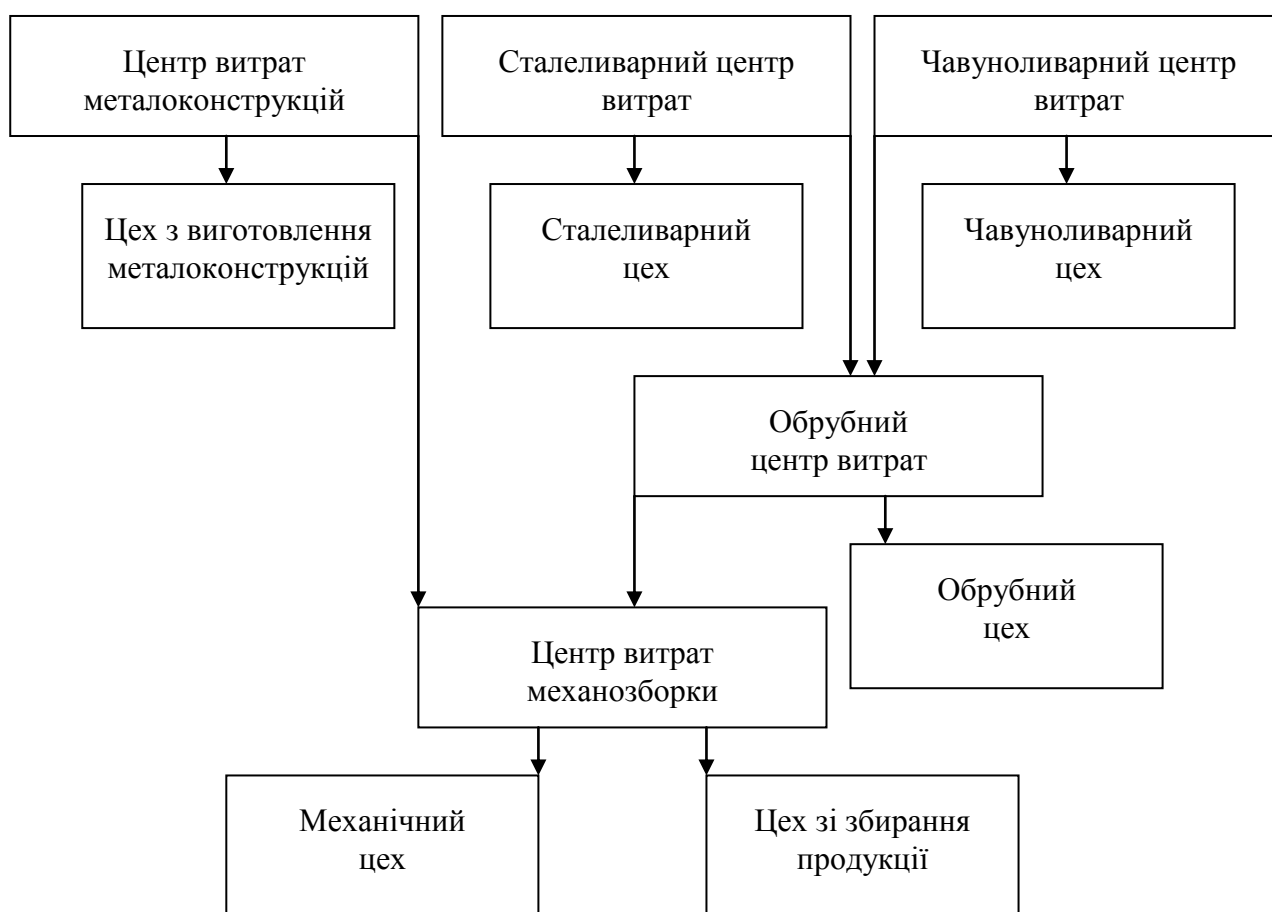 Центр витрат
металоконструкцій
Сталеливарний центр
витрат
Чавуноливарний центр
витрат
Цех з виготовлення
металоконструкцій
Сталеливарний
цех
Чавуноливарний
цех
Обрубний
центр витрат
Обрубний
цех
Центр витрат
механозборки
Механічний
цех
Цех зі збирання
продукції